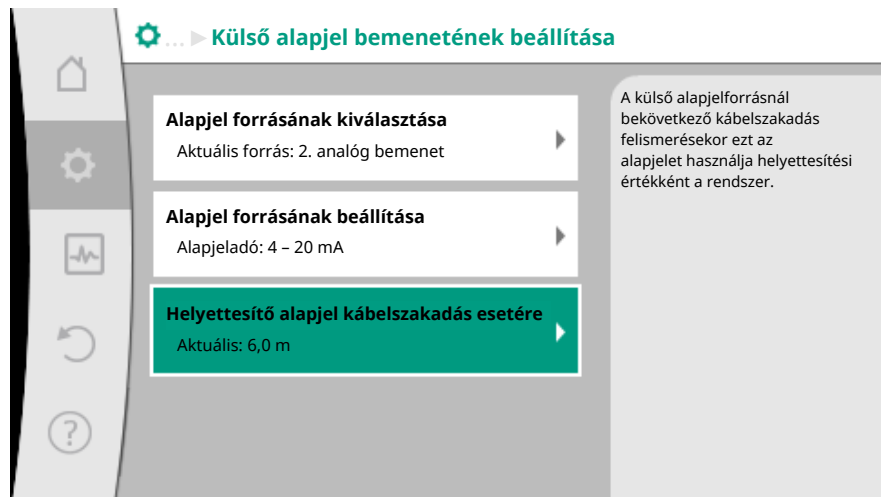 ... Külső alapjel bemenetének beállítása
Alapjel forrásának kiválasztása
Aktuális forrás: 2. analóg bemenet
Alapjel forrásának beállítása
Alapjeladó: 4 – 20 mA
Helyettesítő alapjel kábelszakadás esetére
Aktuális: 6,0 m
A külső alapjelforrásnál
bekövetkező kábelszakadás
felismerésekor ezt az
alapjelet használja helyettesítési
értékként a rendszer.
?